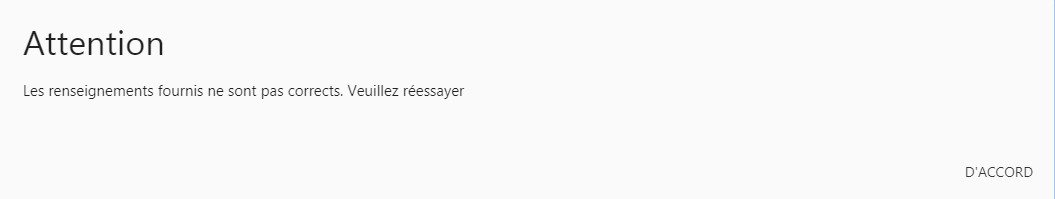 Attention
Les renseignements fournis ne sont pas corrects. Veuillez réessayer
D'ACCORD